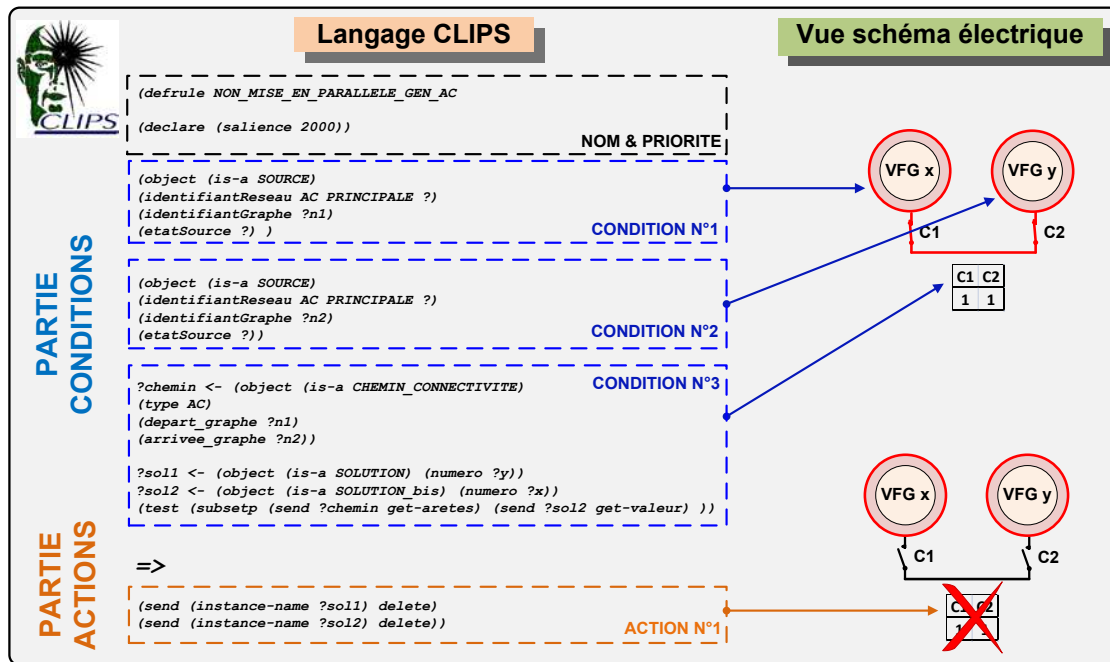 Langage CLIPS
Vue schéma électrique
CLIPS
(defrule NON_MISE_EN_PARALLELE_GEN_AC
(declare (salience 2000))
NOM & PRIORITE
PARTIE
CONDITIONS
(object (is-a SOURCE)
(identifiantReseau AC PRINCIPALE ?)
(identifiantGraphe ?n1)
(etatSource ?) )
CONDITION N°1
(object (is-a SOURCE)
(identifiantReseau AC PRINCIPALE ?)
(identifiantGraphe ?n2)
(etatSource ?))
CONDITION N°2
CONDITION N°3
?chemin <- (object (is-a CHEMIN_CONNECTIVITE)
(type AC)
(depart_graphe ?n1)
(arrivee_graphe ?n2))
?sol1 <- (object (is-a SOLUTION) (numero ?y))
?sol2 <- (object (is-a SOLUTION_bis) (numero ?x))
(test (subsetp (send ?chemin get-aretes) (send ?sol2 get-valeur) ))
PARTIE
ACTIONS
=>
(send (instance-name ?sol1) delete)
(send (instance-name ?sol2) delete))
ACTION N°1
VFG x VFG y
C1 C2
C1 C2
1 1
VFG x VFG y
C1 C2
C1 C2
1 1